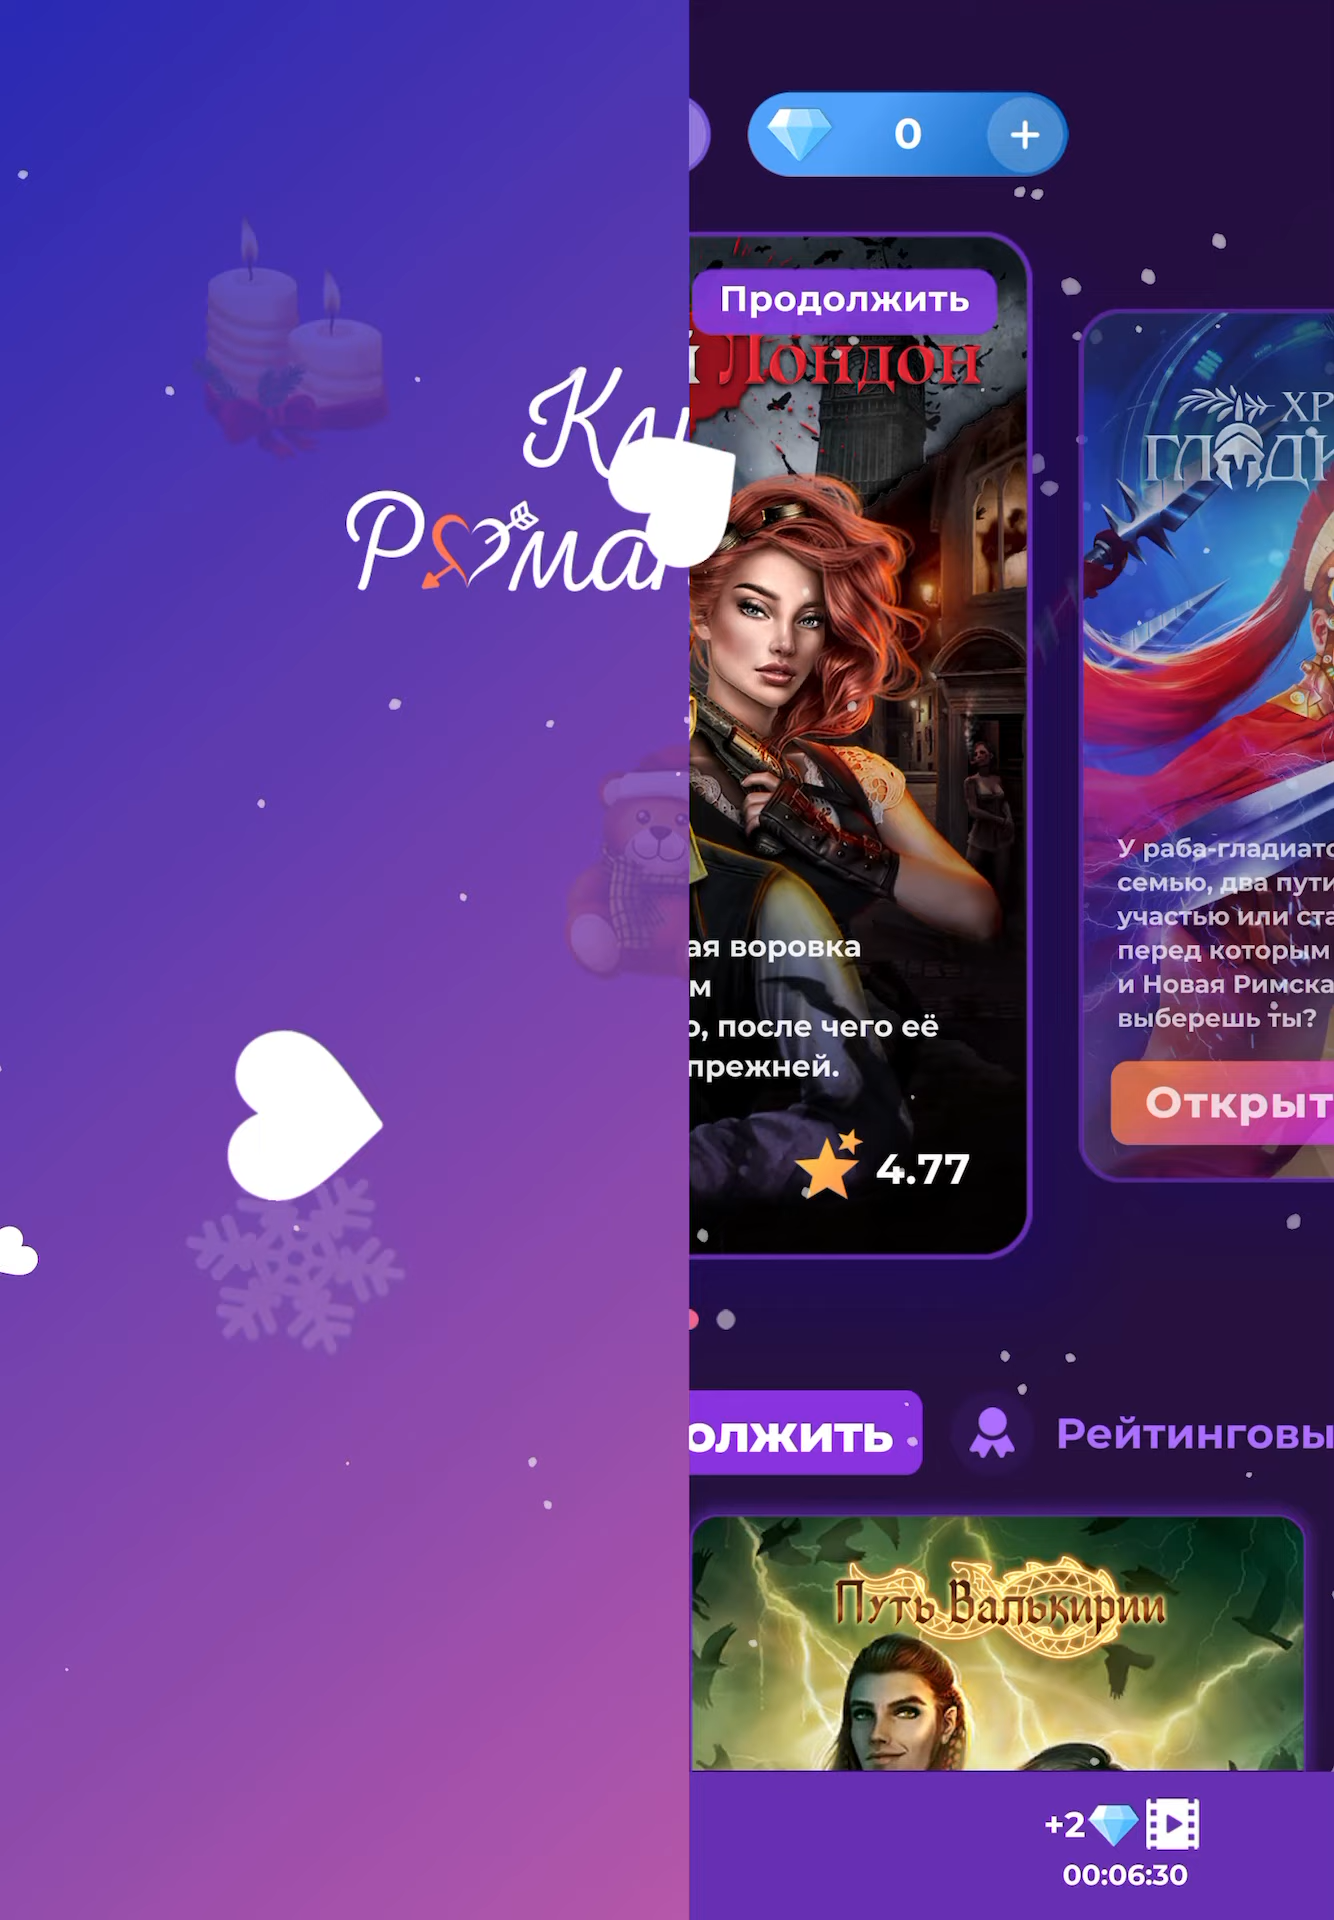 0
Продолжить
Лондон
ая воровка
м
о, после чего её
прежней.
4.77
ХР
ГЛАДИ
У раба-гладиато
семью, два пути
участью или ста
перед которым
и Новая Римска
выберешь ты?
Открыт
Рома
олжить
Рейтинговы
Путь Валькирии
+2
00:06:30